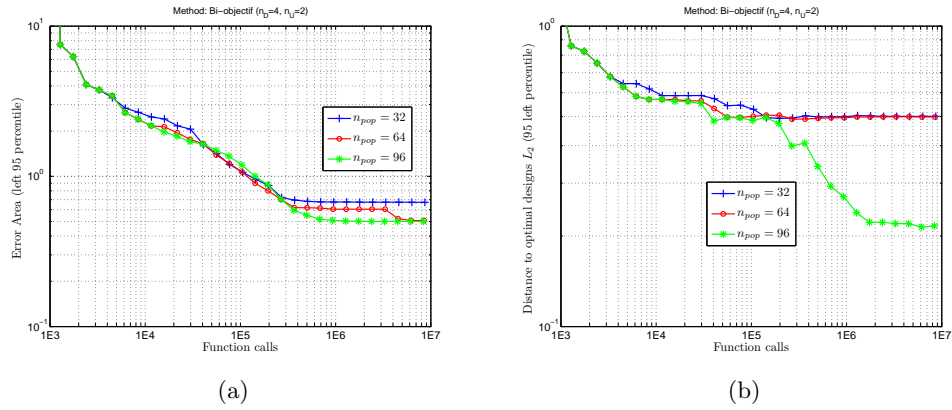 Method: Bi−objectif (n_D=4, n_U=2)
10^1
10^0
10^−1
Error Area (left 95 percentile)
n_pop = 32
n_pop = 64
n_pop = 96
1E3
1E4
1E5
1E6
1E7
Function calls
(a)
Method: Bi−objectif (n_D=4, n_U=2)
10^0
10^−1
Distance to optimal designs L_2 (95 left percentile)
n_pop = 32
n_pop = 64
n_pop = 96
1E3
1E4
1E5
1E6
1E7
Function calls
(b)